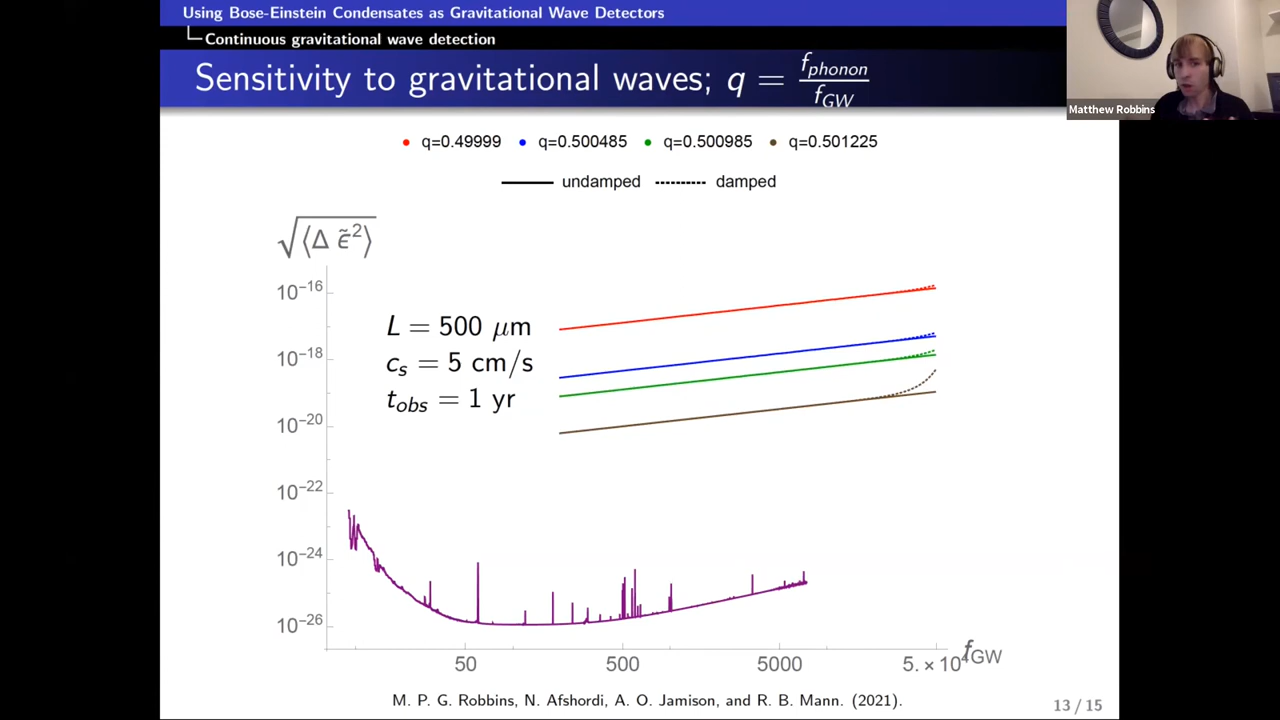 Using Bose-Einstein Condensates as Gravitational Wave Detectors
Continuous gravitational wave detection
Sensitivity to gravitational waves; q = f_phonon / f_GW
Matthew Robbins
q=0.49999 q=0.500485 q=0.500985 q=0.501225
undamped damped
√⟨Δ ε̃²⟩
10⁻¹⁶
L = 500 μm
10⁻¹⁸
c_s = 5 cm/s
t_obs = 1 yr
10⁻²⁰
10⁻²²
10⁻²⁴
10⁻²⁶
50 500 5000 5. × 10⁴ f_GW
M. P. G. Robbins, N. Afshordi, A. O. Jamison, and R. B. Mann. (2021).
13 / 15